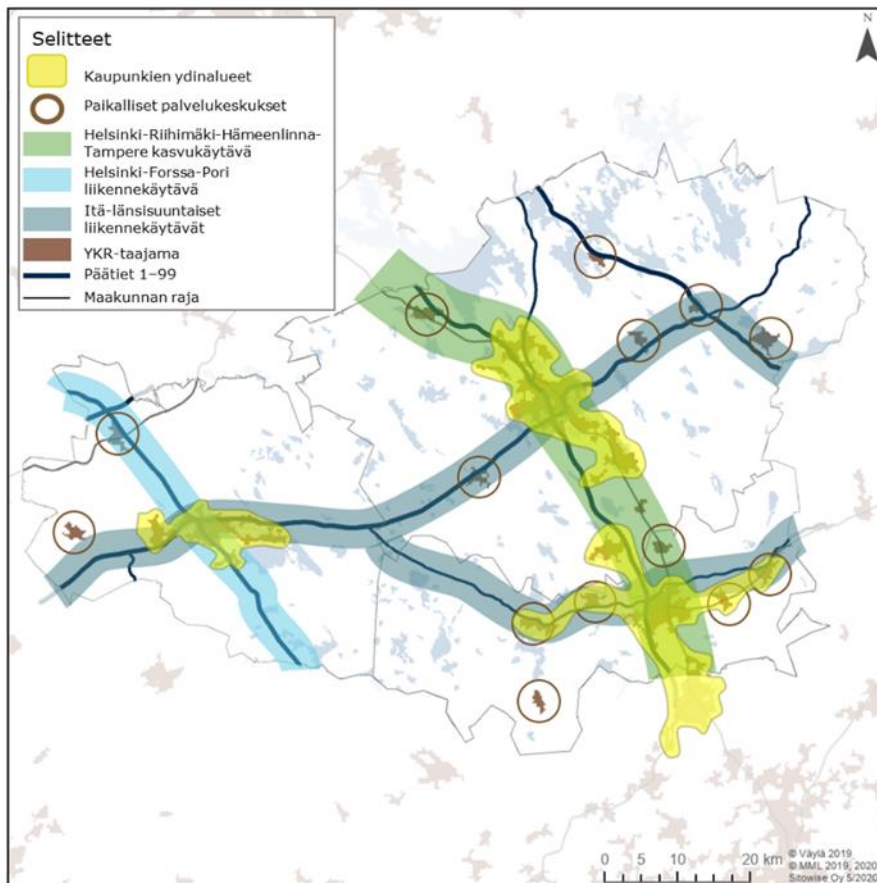 Selitteet
Kaupunkien ydinalueet
Paikalliset palvelukeskukset
Helsinki-Riihimäki-Hämeenlinna-
Tampere kasvukäytävä
Helsinki-Forssa-Pori
liikennekäytävä
Itä-länsisuuntaiset
liikennekäytävät
YKR-taajama
Päätiet 1–99
Maakunnan raja
N
0 5 10 20 km
© Väylä 2019
© MML 2019, 2020
Sitowise Oy 5/2020